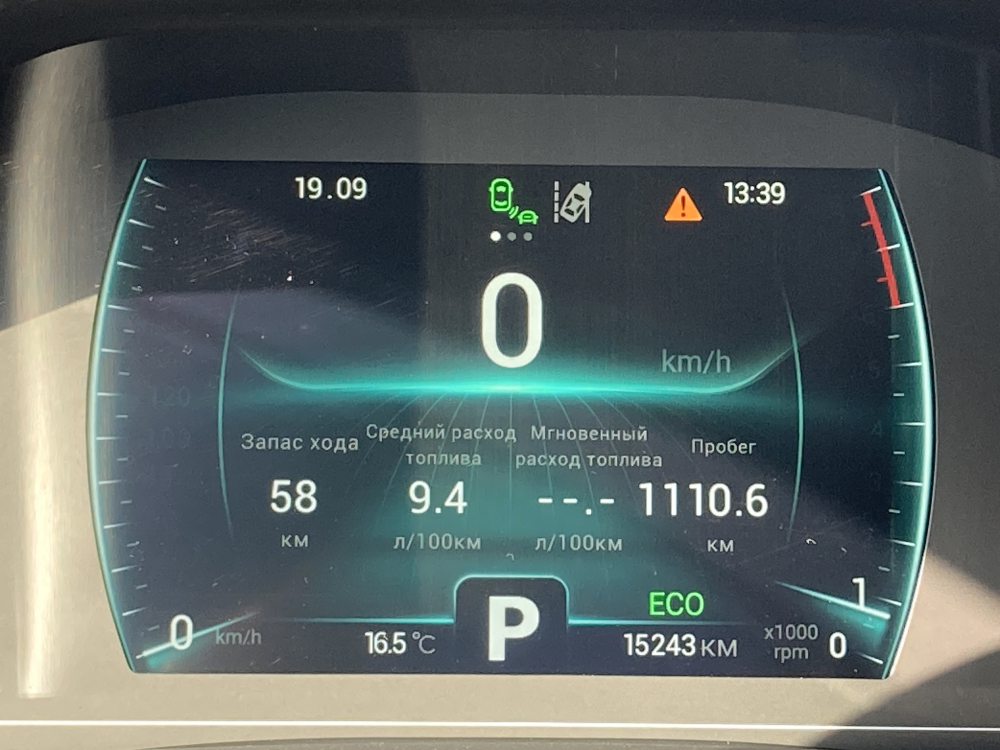 19.09
13:39
0
km/h
Запас хода
Средний расход
топлива
Мгновенный
расход топлива
Пробег
58
9.4
--.-
1110.6
км
л/100км
л/100км
км
P
ECO
1
0
km/h
16.5 °C
15243 КМ
x1000
rpm
0